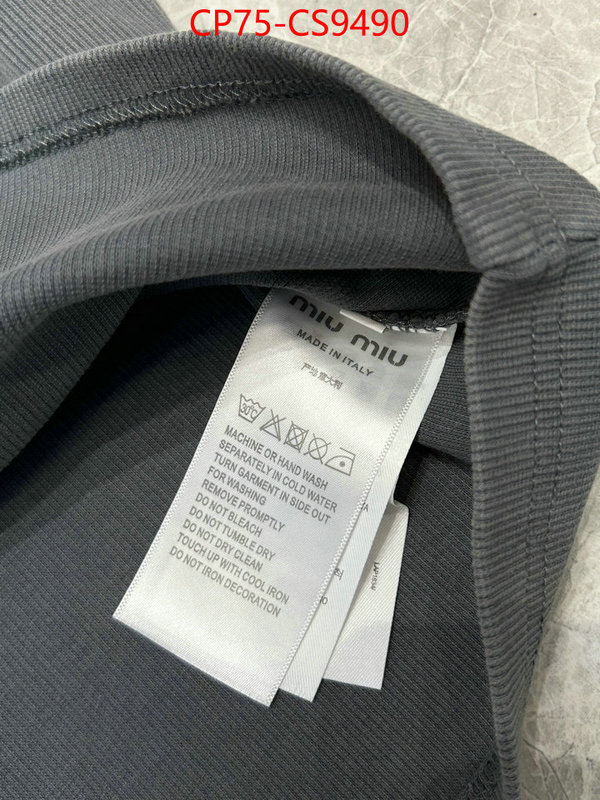 CP75-CS9490
miu miu
MADE IN ITALY
产地 意大利
30°C
MACHINE OR HAND WASH
SEPARATELY IN COLD WATER
TURN GARMENT IN SIDE OUT
FOR WASHING
REMOVE PROMPTLY
DO NOT BLEACH
DO NOT TUMBLE DRY
DO NOT DRY CLEAN
TOUCH UP WITH COOL IRON
DO NOT IRON DECORATION